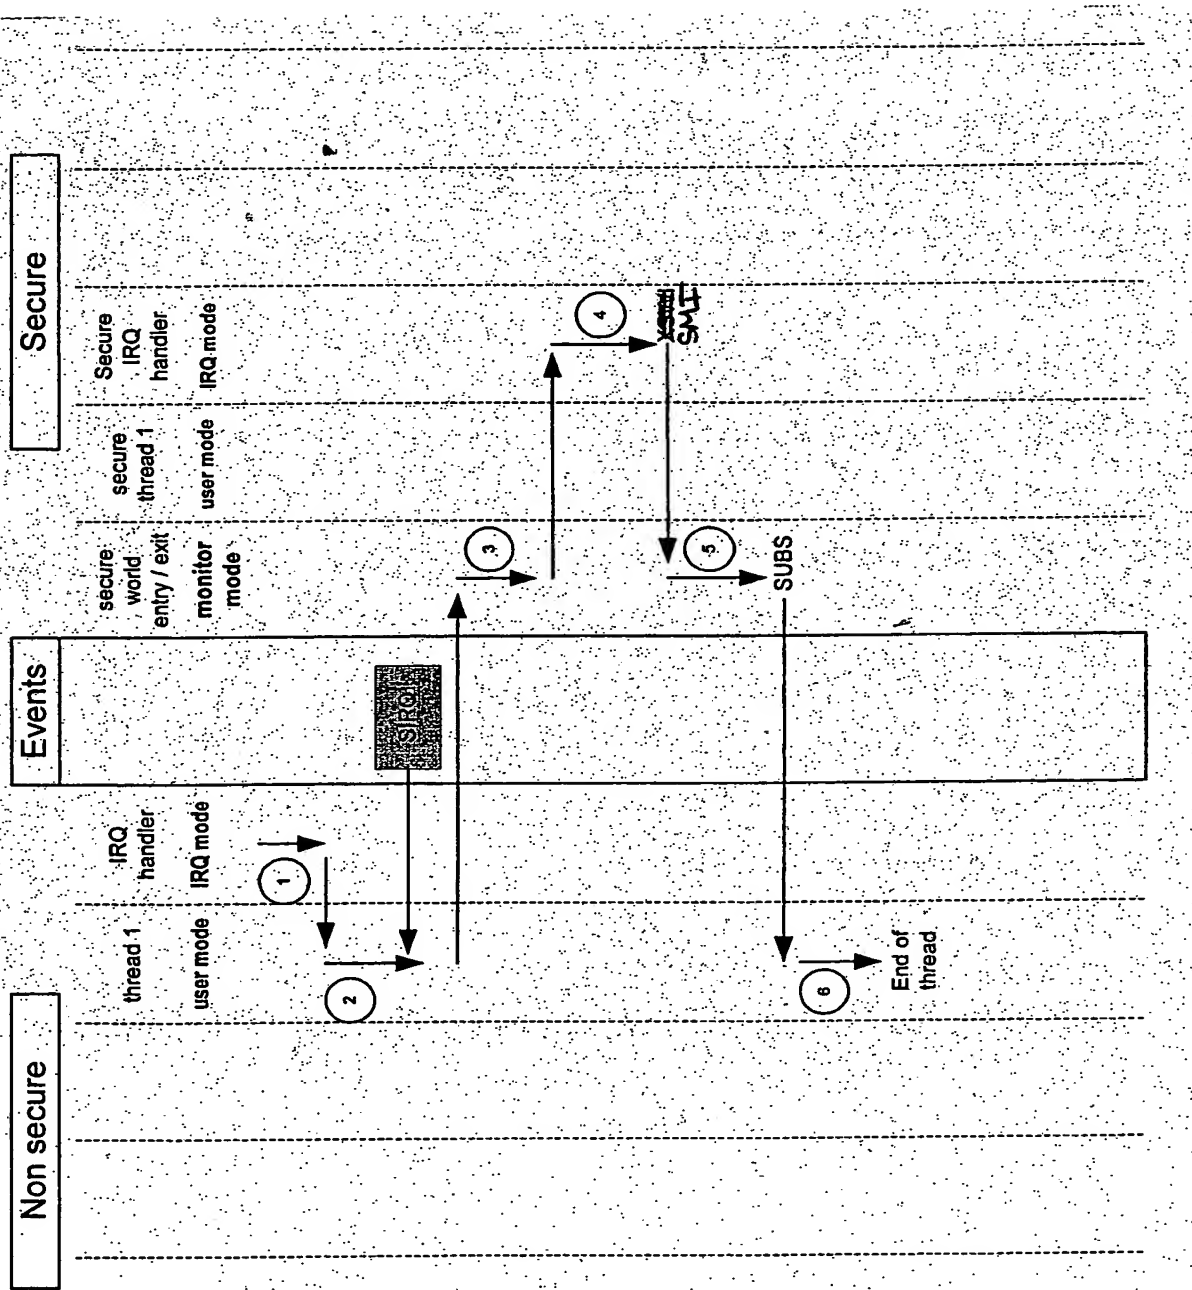 Non secure
Events
Secure
thread 1
user mode
IRQ
handler
IRQ mode
secure
world
entry / exit
monitor
mode
secure
thread 1
user mode
Secure
IRQ
handler
IRQ mode
1
2
SIRQ
3
4
SMI
5
SUBS
6
End of
thread